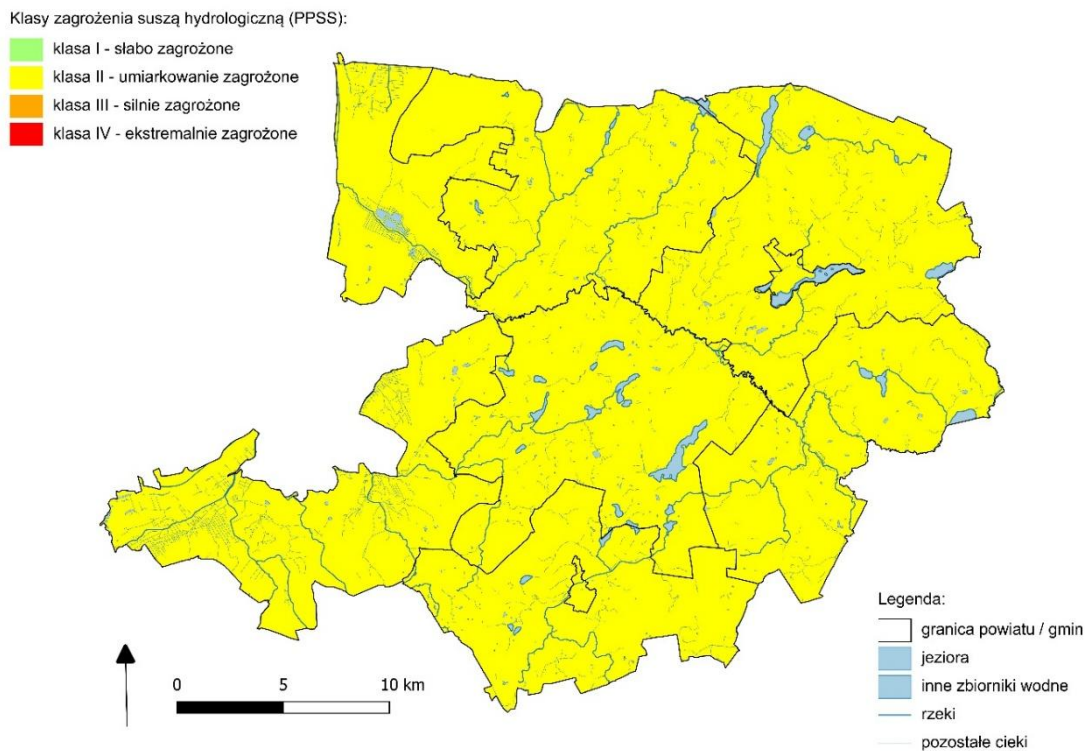 Klasy zagrożenia suszą hydrologiczną (PPSS):
klasa I - słabo zagrożone
klasa II - umiarkowanie zagrożone
klasa III - silnie zagrożone
klasa IV - ekstremalnie zagrożone
Legenda:
granica powiatu / gmin
jeziora
inne zbiorniki wodne
rzeki
pozostałe cieki
0 5 10 km